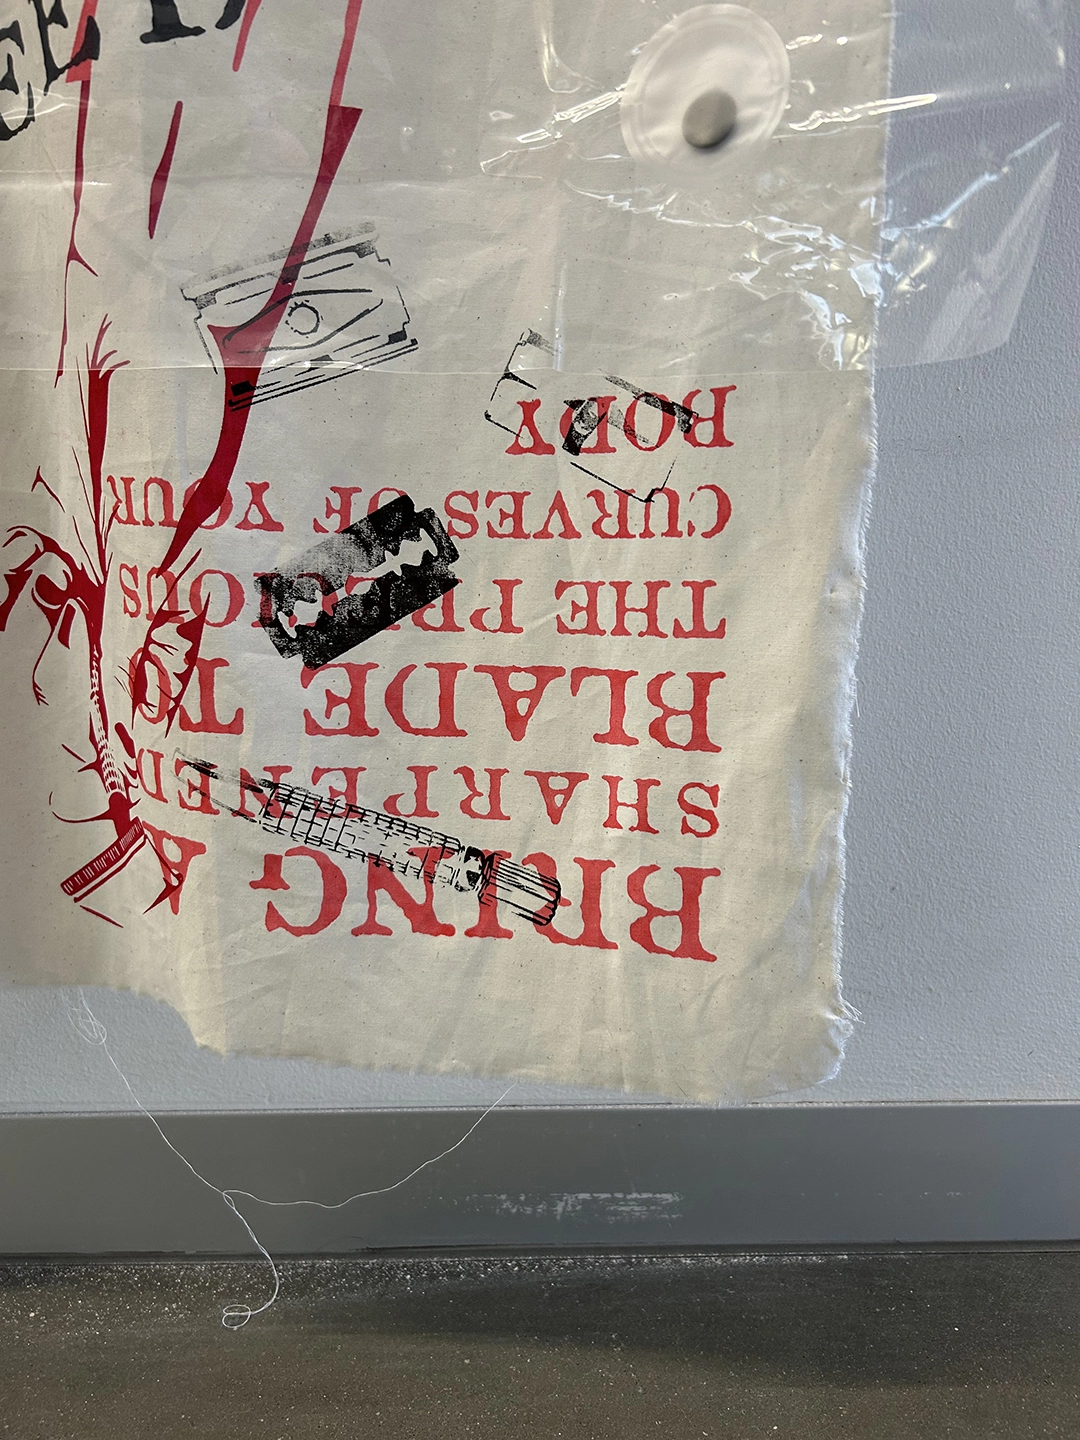 BRING A
SHARPENED
BLADE TO
THE PRECIOUS
CURVES OF YOUR
BODY